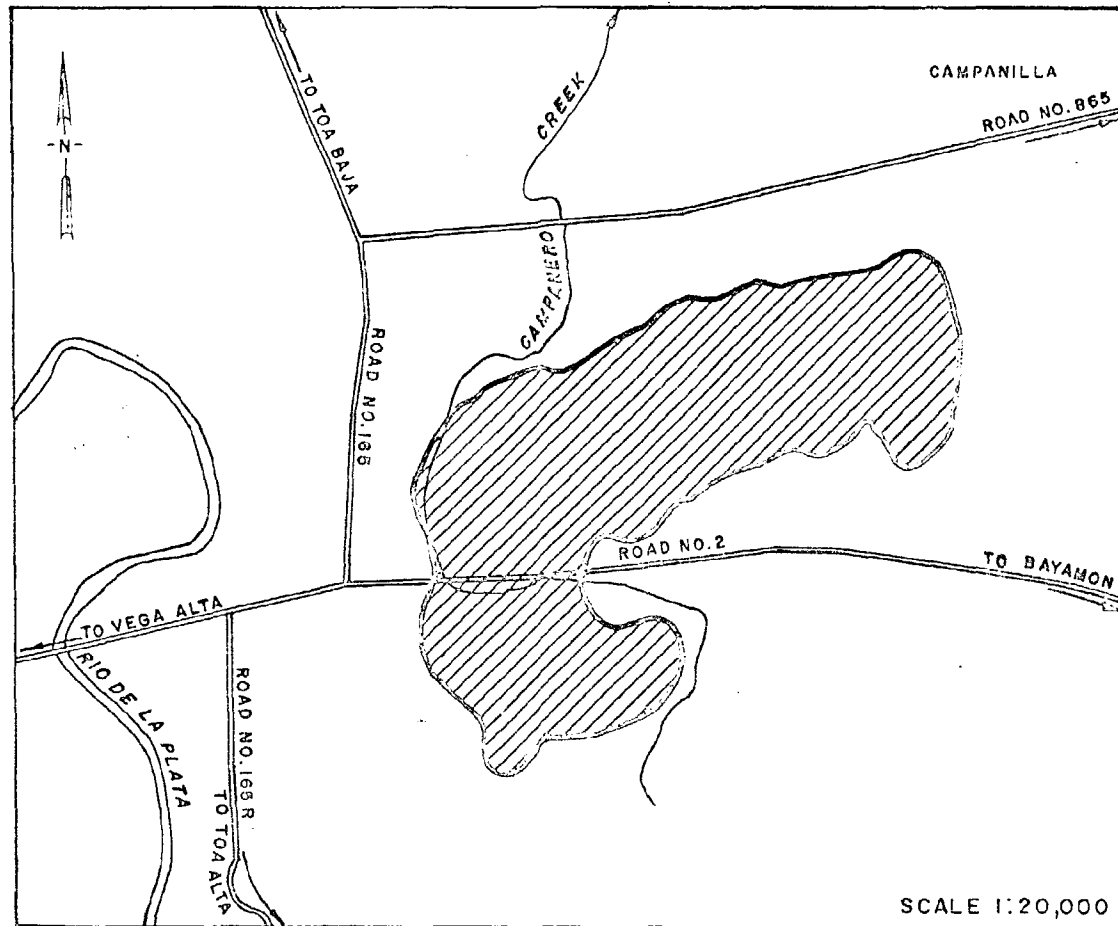 CAMPANILLA
ROAD NO. 865
TO TOA BAJA
CREEK
-N-
CAMPANERO
ROAD NO. 165
ROAD NO. 2
TO BAYAMON
TO VEGA ALTA
RIO DE LA PLATA
ROAD NO. 165 R
TO TOA ALTA
SCALE 1:20,000